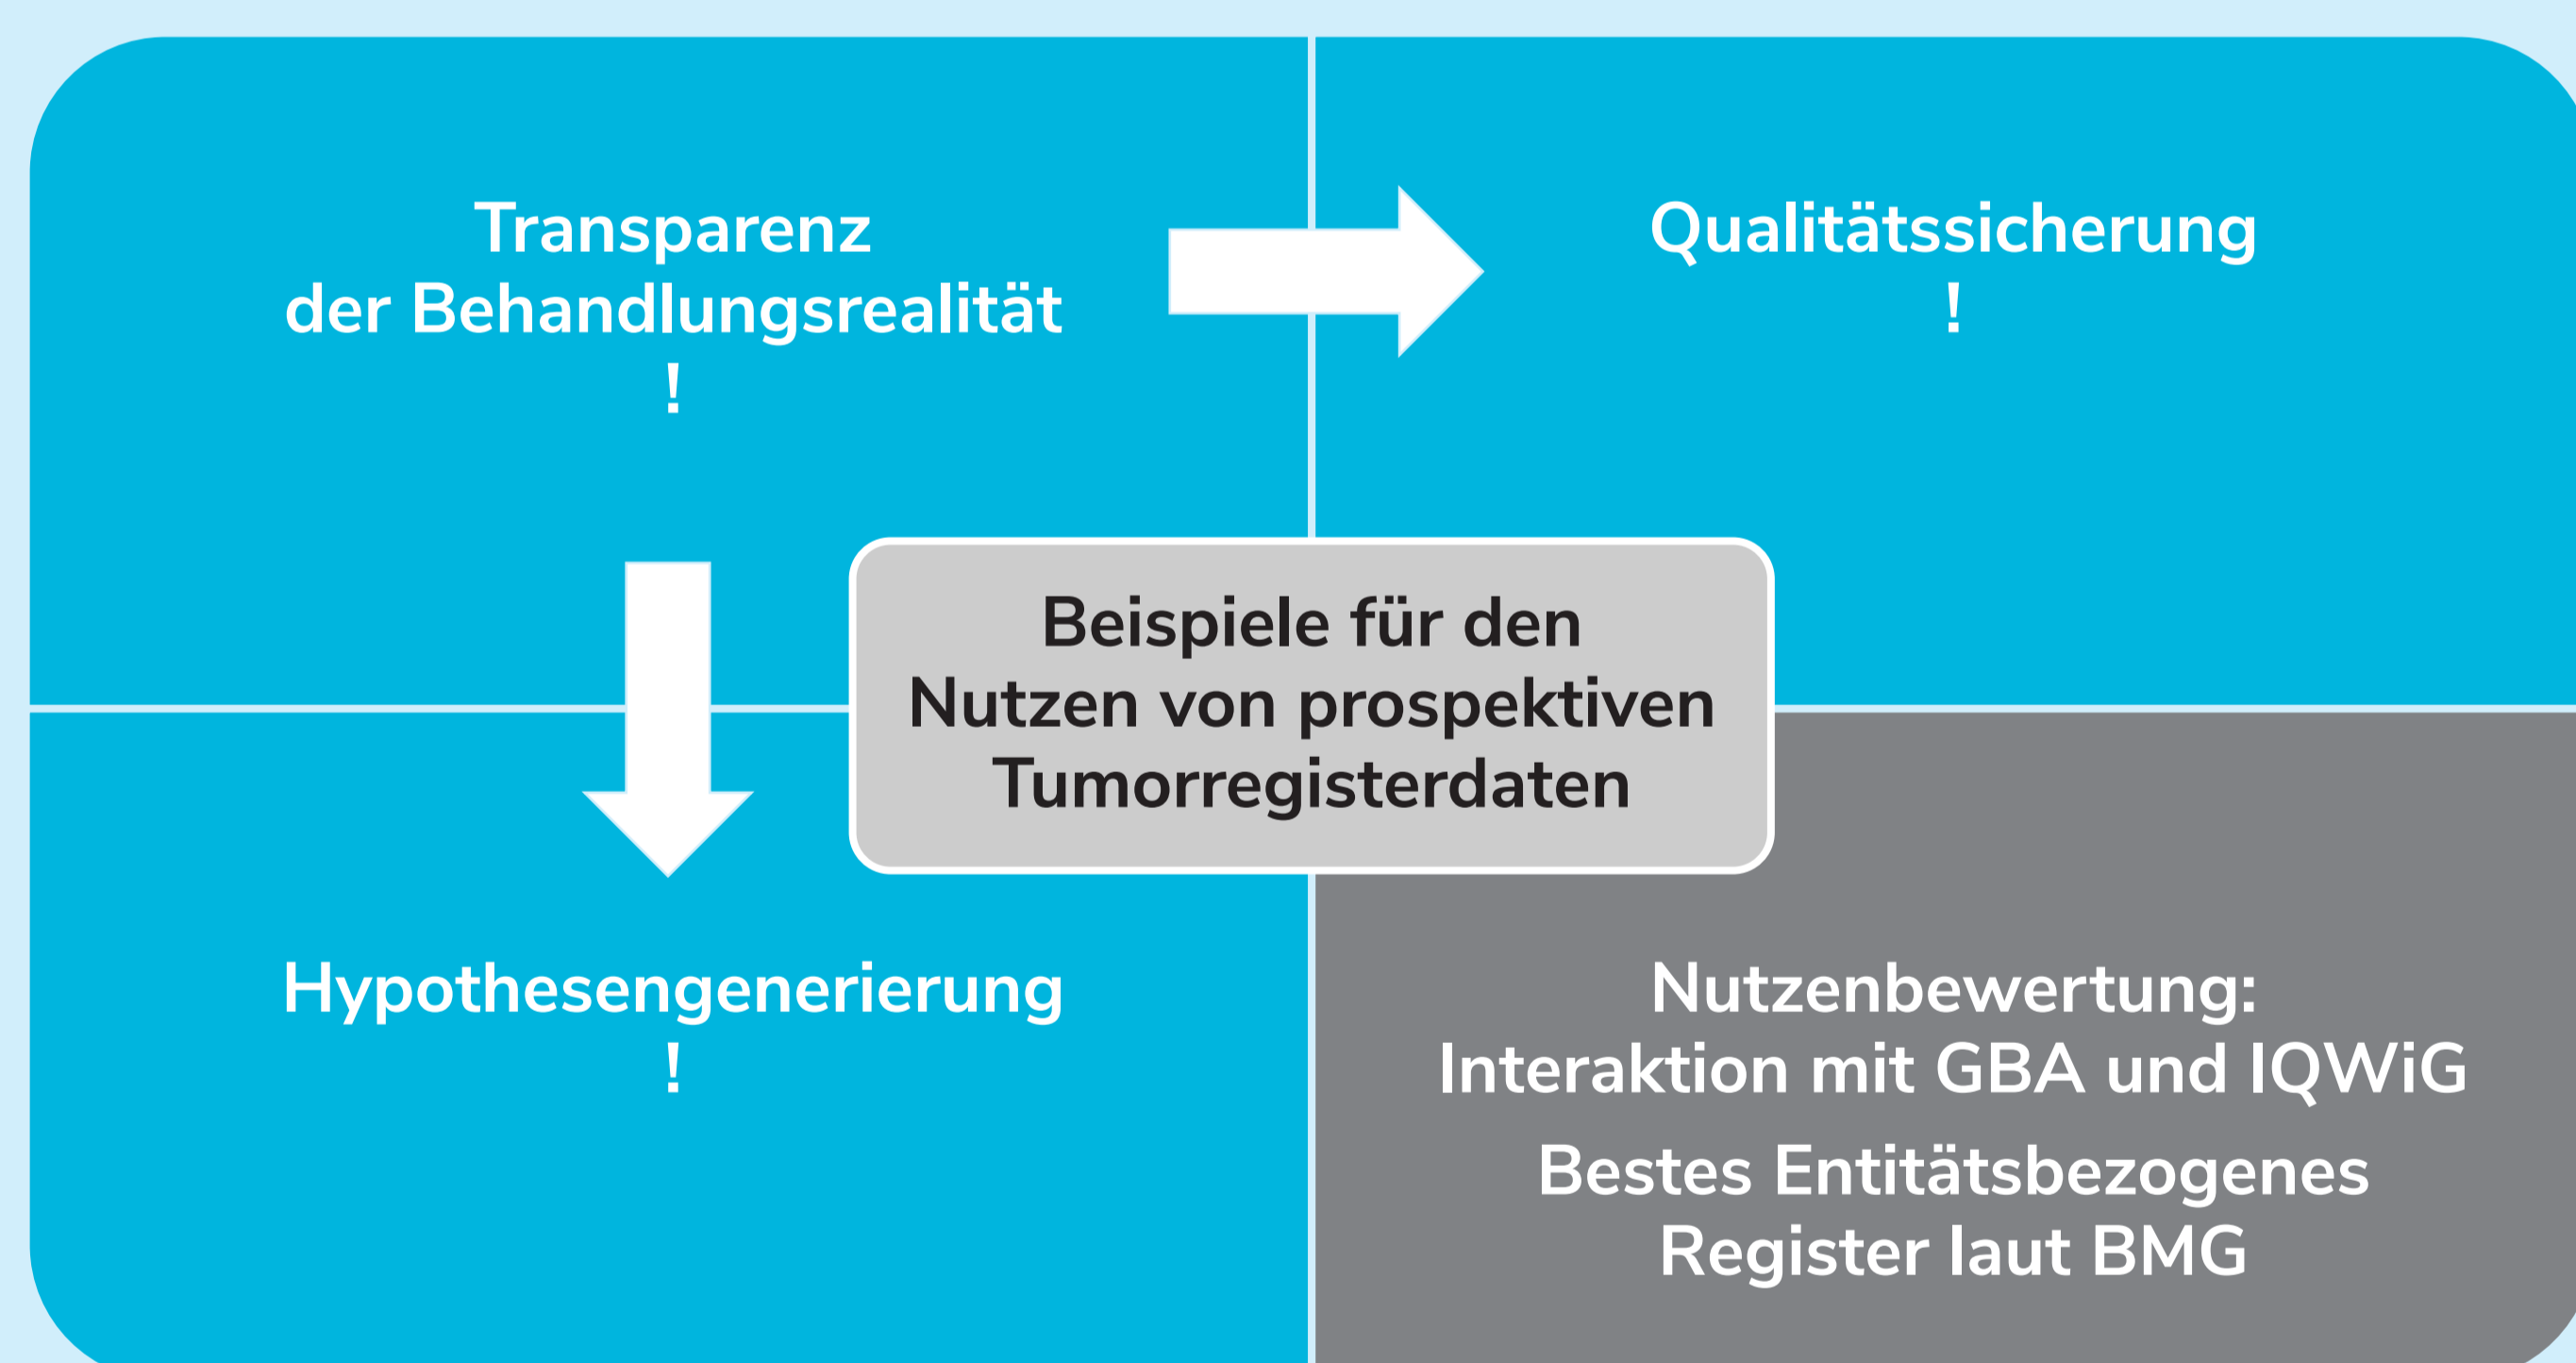 Transparenz
der Behandlungsrealität
!
Qualitätssicherung
!
Beispiele für den
Nutzen von prospektiven
Tumorregisterdaten
Hypothesengenerierung
!
Nutzenbewertung:
Interaktion mit GBA und IQWiG
Bestes Entitätsbezogenes
Register laut BMG